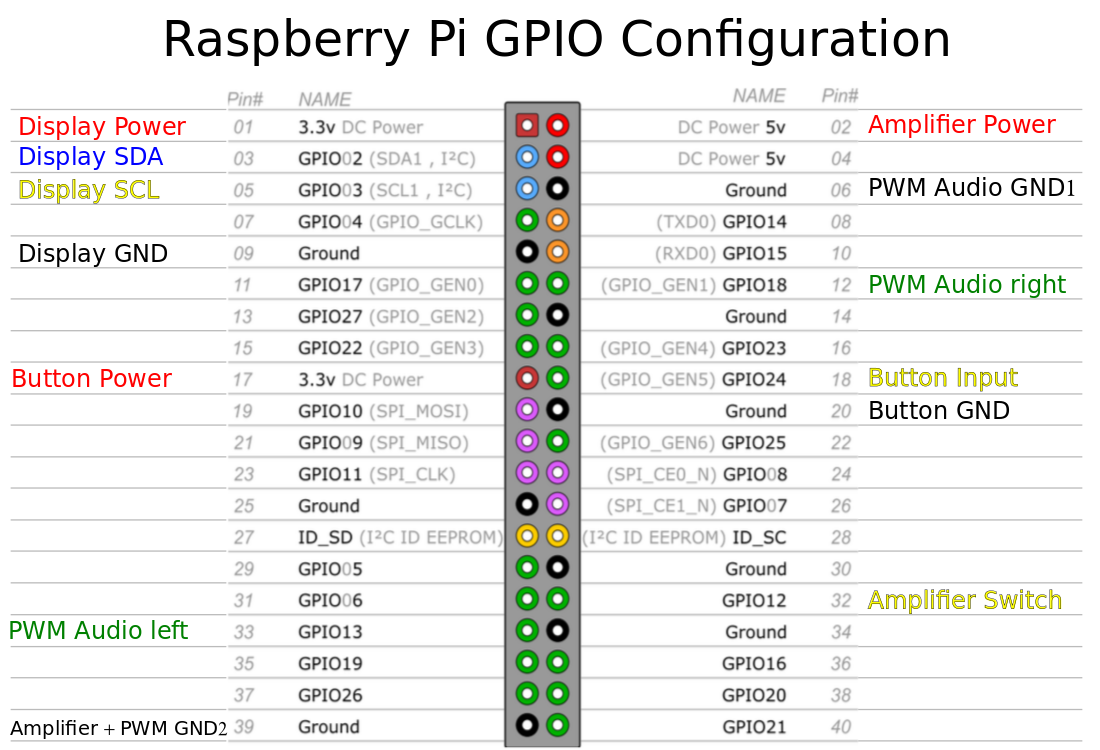 Raspberry Pi GPIO Configuration
Pin# NAME NAME Pin#
Display Power 01 3.3v DC Power DC Power 5v 02 Amplifier Power
Display SDA 03 GPIO02 (SDA1 , I²C) DC Power 5v 04
Display SCL 05 GPIO03 (SCL1 , I²C) Ground 06 PWM Audio GND1
07 GPIO04 (GPIO_GCLK) (TXD0) GPIO14 08
Display GND 09 Ground (RXD0) GPIO15 10
11 GPIO17 (GPIO_GEN0) (GPIO_GEN1) GPIO18 12 PWM Audio right
13 GPIO27 (GPIO_GEN2) Ground 14
15 GPIO22 (GPIO_GEN3) (GPIO_GEN4) GPIO23 16
Button Power 17 3.3v DC Power (GPIO_GEN5) GPIO24 18 Button Input
19 GPIO10 (SPI_MOSI) Ground 20 Button GND
21 GPIO09 (SPI_MISO) (GPIO_GEN6) GPIO25 22
23 GPIO11 (SPI_CLK) (SPI_CE0_N) GPIO08 24
25 Ground (SPI_CE1_N) GPIO07 26
27 ID_SD (I²C ID EEPROM) (I²C ID EEPROM) ID_SC 28
29 GPIO05 Ground 30
31 GPIO06 GPIO12 32 Amplifier Switch
PWM Audio left 33 GPIO13 Ground 34
35 GPIO19 GPIO16 36
37 GPIO26 GPIO20 38
Amplifier + PWM GND2 39 Ground GPIO21 40